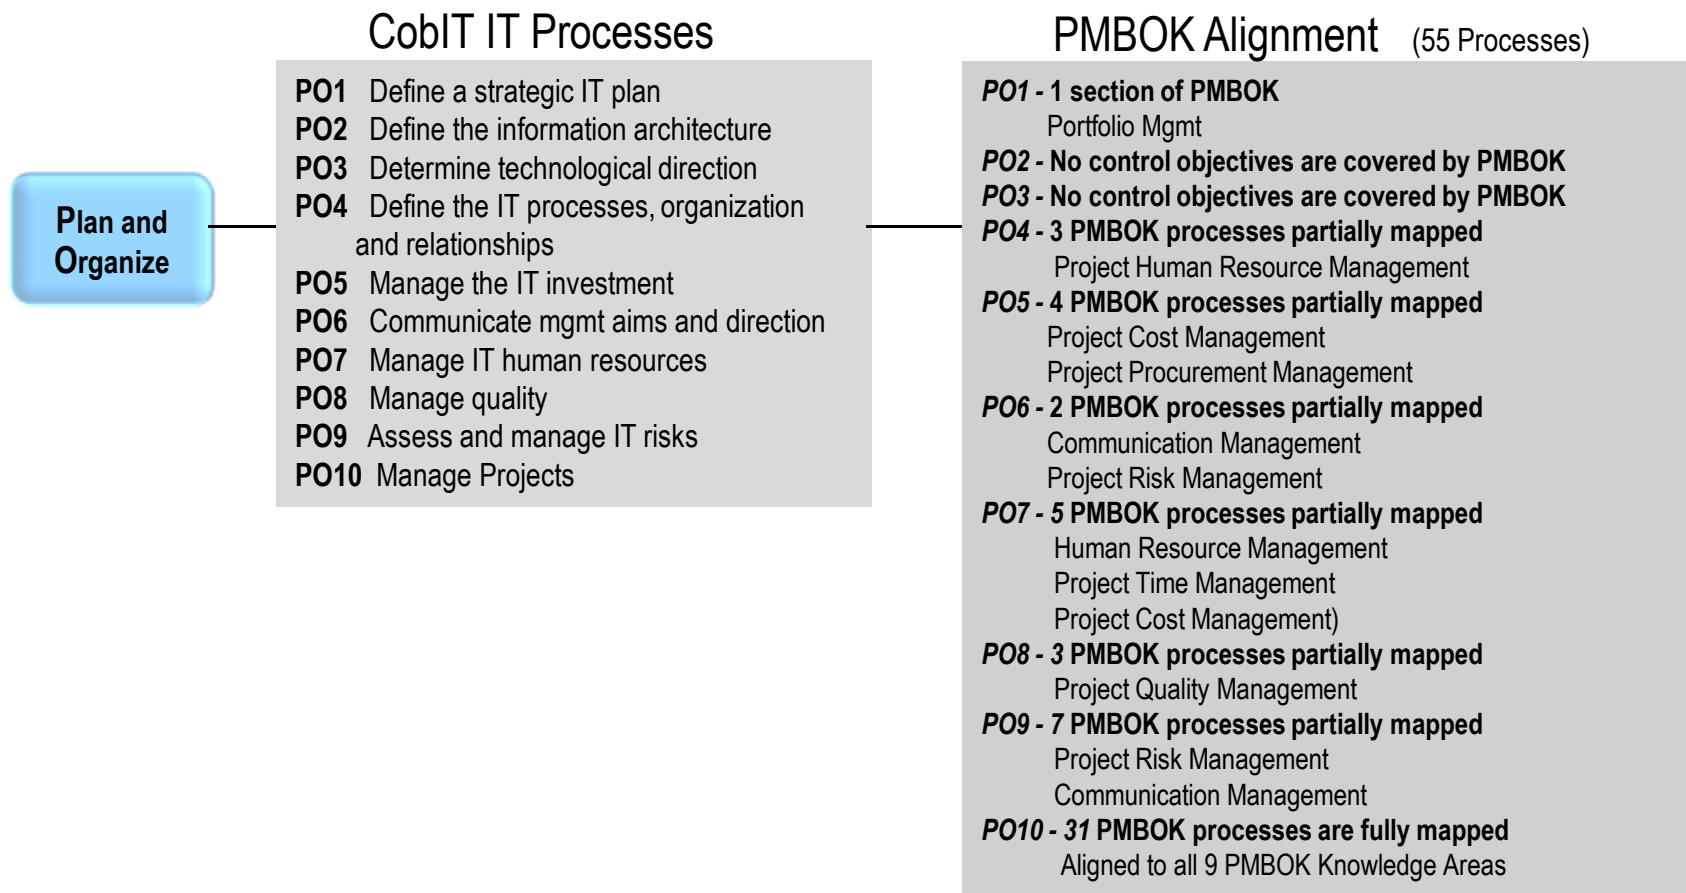 CobIT IT Processes
PMBOK Alignment (55 Processes)
Plan and
Organize
PO1 Define a strategic IT plan
PO2 Define the information architecture
PO3 Determine technological direction
PO4 Define the IT processes, organization
and relationships
PO5 Manage the IT investment
PO6 Communicate mgmt aims and direction
PO7 Manage IT human resources
PO8 Manage quality
PO9 Assess and manage IT risks
PO10 Manage Projects
PO1 - 1 section of PMBOK
Portfolio Mgmt
PO2 - No control objectives are covered by PMBOK
PO3 - No control objectives are covered by PMBOK
PO4 - 3 PMBOK processes partially mapped
Project Human Resource Management
PO5 - 4 PMBOK processes partially mapped
Project Cost Management
Project Procurement Management
PO6 - 2 PMBOK processes partially mapped
Communication Management
Project Risk Management
PO7 - 5 PMBOK processes partially mapped
Human Resource Management
Project Time Management
Project Cost Management)
PO8 - 3 PMBOK processes partially mapped
Project Quality Management
PO9 - 7 PMBOK processes partially mapped
Project Risk Management
Communication Management
PO10 - 31 PMBOK processes are fully mapped
Aligned to all 9 PMBOK Knowledge Areas